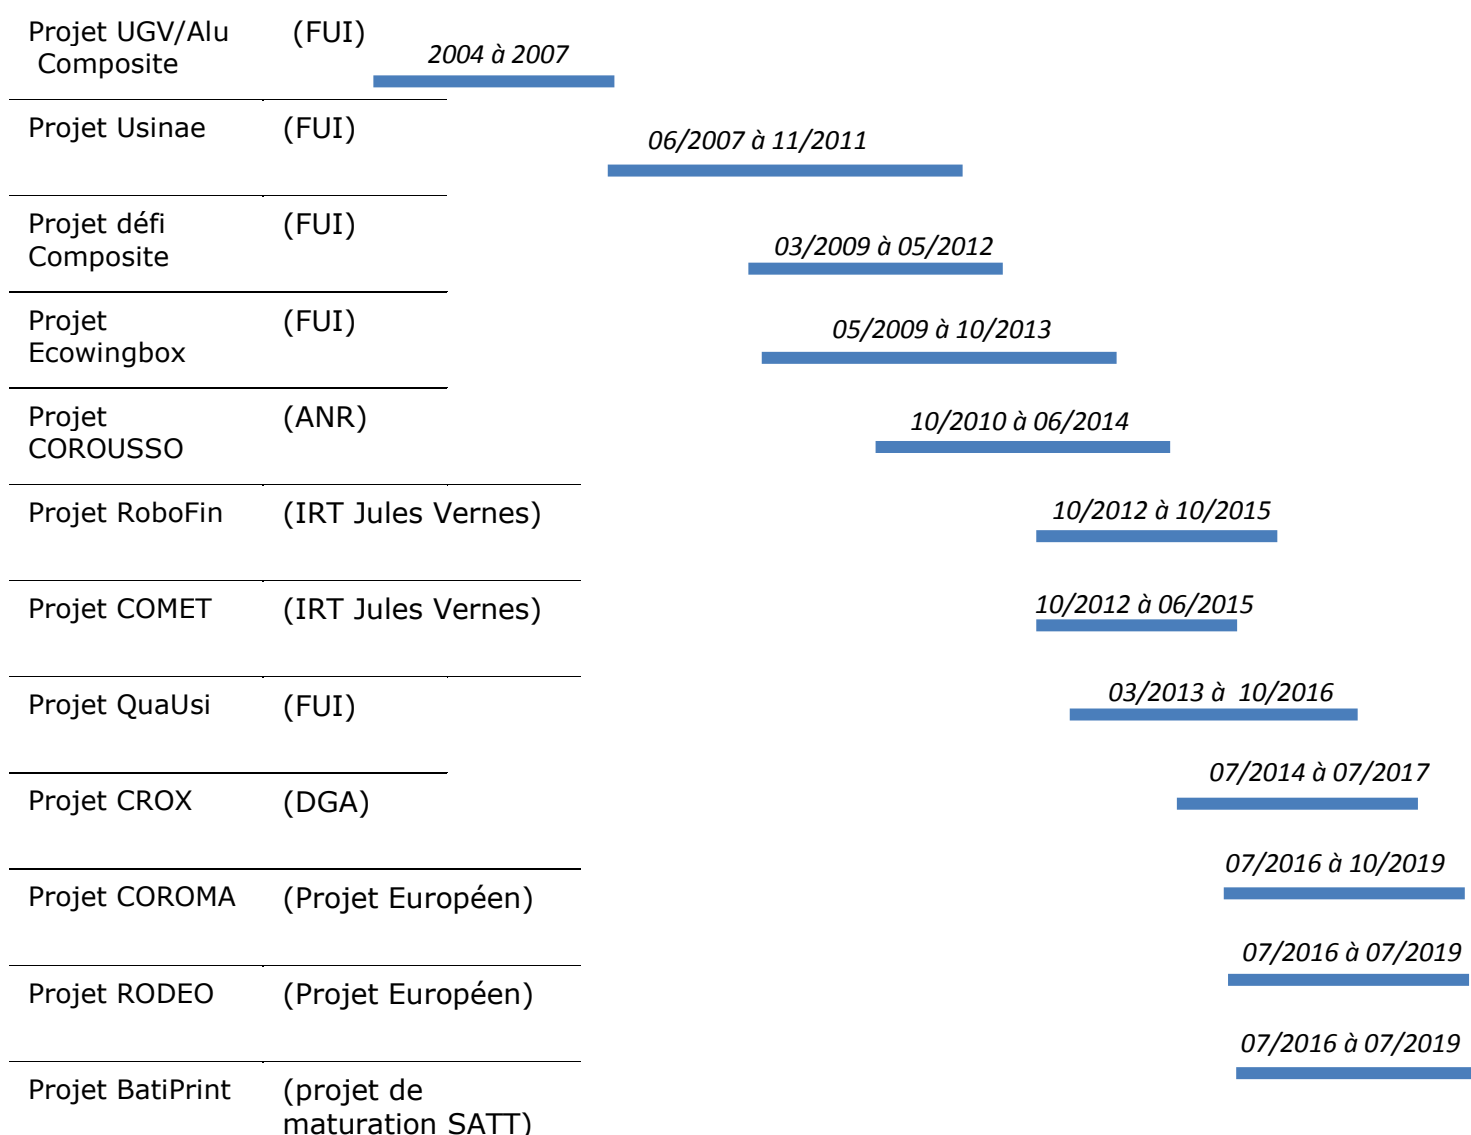 Projet UGV/Alu (FUI)
Composite
2004 à 2007
Projet Usinae (FUI)
06/2007 à 11/2011
Projet défi (FUI)
Composite
03/2009 à 05/2012
Projet (FUI)
Ecowingbox
05/2009 à 10/2013
Projet (ANR)
COROUSSO
10/2010 à 06/2014
Projet RoboFin (IRT Jules Vernes)
10/2012 à 10/2015
Projet COMET (IRT Jules Vernes)
10/2012 à 06/2015
Projet QuaUsi (FUI)
03/2013 à  10/2016
Projet CROX (DGA)
07/2014 à 07/2017
Projet COROMA (Projet Européen)
07/2016 à 10/2019
Projet RODEO (Projet Européen)
07/2016 à 07/2019
Projet BatiPrint (projet de
maturation SATT)
07/2016 à 07/2019